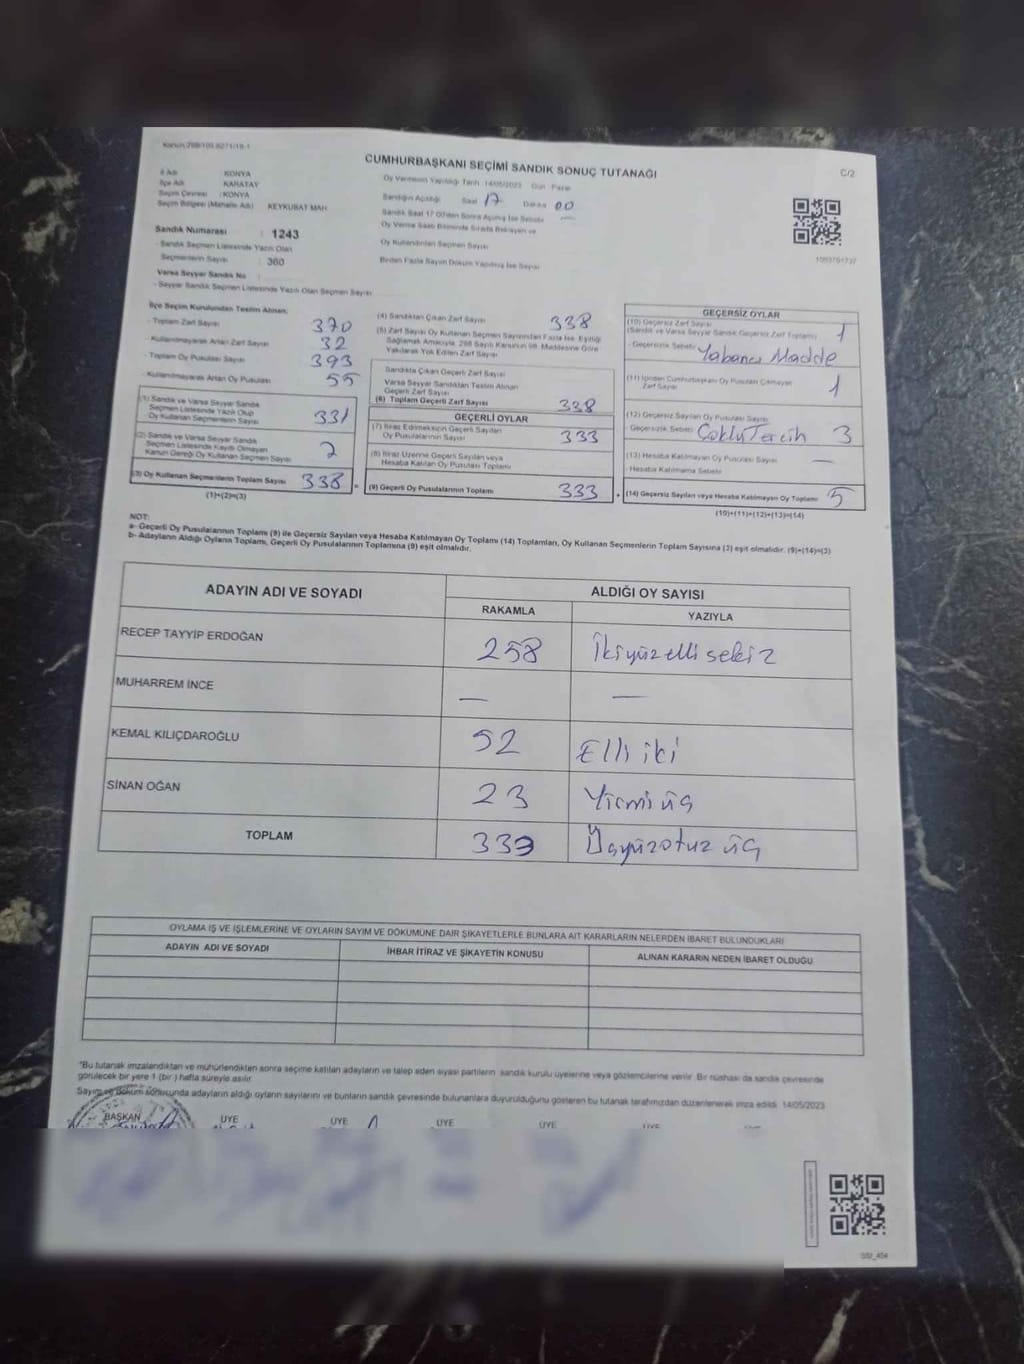 CUMHURBAŞKANI SEÇİMİ SANDIK SONUÇ TUTANAĞI
C/2
İl Adı KONYA
İlçe Adı KARATAY
Seçim Çevresi : KONYA
Seçim Bölgesi (Mahalle Adı) KEYKUBAT MAH
Oy Vermenin Yapıldığı Tarih :14/05/2023 Gün Pazar
Sandığın Açıldığı Saat 17 Dakika 00
Sandık Saat 17 00'den Sonra Açılmış İse Sebebi —
Oy Verme Saati Bitiminde Sırada Bekleyen ve
Oy Kullandırılan Seçmen Sayısı
Birden Fazla Sayım Döküm Yapılmış İse Sayısı
Sandık Numarası : 1243
- Sandık Seçmen Listesinde Yazılı Olan
Seçmenlerin Sayısı : 360
Varsa Seyyar Sandık No :
- Seyyar Sandık Seçmen Listesinde Yazılı Olan Seçmen Sayısı
İlçe Seçim Kurulundan Teslim Alınan;
- Toplam Zarf Sayısı 370
- Kullanılmayarak Artan Zarf Sayısı 32
- Toplam Oy Pusulası Sayısı 393
- Kullanılmayarak Artan Oy Pusulası 55
(1) Sandık ve Varsa Seyyar Sandık
Seçmen Listesinde Yazılı Olup
Oy Kullanan Seçmenlerin Sayısı 331
(2) Sandık ve Varsa Seyyar Sandık
Seçmen Listesinde Kayıtlı Olmayan
Kanun Gereği Oy Kullanan Seçmen Sayısı
(3) Oy Kullanan Seçmenlerin Toplam Sayısı 338
(1)+(2)=(3)
(4) Sandıktan Çıkan Zarf Sayısı 338
(5) Zarf Sayısı Oy Kullanan Seçmen Sayısından Fazla İse, Eşitliği
Sağlamak Amacıyla, 298 Sayılı Kanunun 98. Maddesine Göre
Yakılarak Yok Edilen Zarf Sayısı
Sandıkta Çıkan Geçerli Zarf Sayısı
Varsa Seyyar Sandıktan Teslim Alınan
Geçerli Zarf Sayısı
(6) Toplam Geçerli Zarf Sayısı 338
GEÇERLİ OYLAR
(7) İtiraz Edilmeksizin Geçerli Sayılan
Oy Pusulalarının Sayısı 333
(8) İtiraz Üzerine Geçerli Sayılan veya
Hesaba Katılan Oy Pusulası Toplamı
(9) Geçerli Oy Pusulalarının Toplamı 333
GEÇERSİZ OYLAR
(10) Geçersiz Zarf Sayısı
(Sandık ve Varsa Seyyar Sandık Geçersiz Zarf Toplamı) 1
- Geçersizlik Sebebi Yabancı Madde
(11) İçinden Cumhurbaşkanı Oy Pusulası Çıkmayan
Zarf Sayısı 1
(12) Geçersiz Sayılan Oy Pusulası Sayısı
- Geçersizlik Sebebi Çoklu Tercih 3
(13) Hesaba Katılmayan Oy Pusulası Sayısı —
- Hesaba Katılmama Sebebi
(14) Geçersiz Sayılan veya Hesaba Katılmayan Oy Toplamı 5
(10)+(11)+(12)+(13)=(14)
NOT:
a- Geçerli Oy Pusulalarının Toplamı (9) ile Geçersiz Sayılan veya Hesaba Katılmayan Oy Toplamı (14) Toplamları, Oy Kullanan Seçmenlerin Toplam Sayısına (3) eşit olmalıdır. (9)+(14)=(3)
b- Adayların Aldığı Oyların Toplamı, Geçerli Oy Pusulalarının Toplamına (9) eşit olmalıdır.
ADAYIN ADI VE SOYADI ALDIĞI OY SAYISI
RAKAMLA YAZIYLA
RECEP TAYYİP ERDOĞAN 258 İkiyüzellisekiz
MUHARREM İNCE — —
KEMAL KILIÇDAROĞLU 52 Elli iki
SİNAN OĞAN 23 Yirmi üç
TOPLAM 333 Üçyüzotuz üç
OYLAMA İŞ VE İŞLEMLERİNE VE OYLARIN SAYIM VE DÖKÜMÜNE DAİR ŞİKAYETLERLE BUNLARA AİT KARARLARIN NELERDEN İBARET BULUNDUKLARI
ADAYIN ADI VE SOYADI İHBAR İTİRAZ VE ŞİKAYETİN KONUSU ALINAN KARARIN NEDEN İBARET OLDUĞU
*Bu tutanak imzalandıktan ve mühürlendikten sonra seçime katılan adayların ve talep eden siyasi partilerin sandık kurulu üyelerine veya gözlemcilerine verilir. Bir nüshası da sandık çevresinde
görülecek bir yere 1 (bir ) hafta süreyle asılır.
Sayım ve döküm sonucunda adayların aldığı oyların sayılarını ve bunların sandık çevresinde bulunanlara duyurulduğunu gösteren bu tutanak tarafımızdan düzenlenerek imza edildi. 14/05/2023
BAŞKAN ÜYE ÜYE ÜYE ÜYE ÜYE